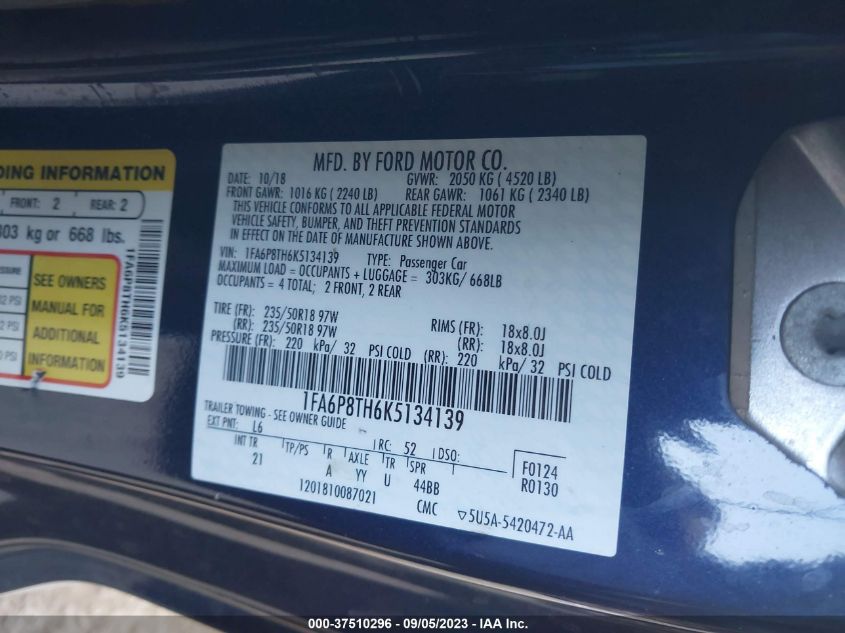 DING INFORMATION
FRONT: 2 REAR: 2
303 kg or 668 lbs.
SEE OWNERS
MANUAL FOR
ADDITIONAL
INFORMATION
1FA6P8TH6K5134139
MFD. BY FORD MOTOR CO.
DATE: 10/18 GVWR: 2050 KG ( 4520 LB)
FRONT GAWR: 1016 KG ( 2240 LB) REAR GAWR: 1061 KG ( 2340 LB)
THIS VEHICLE CONFORMS TO ALL APPLICABLE FEDERAL MOTOR
VEHICLE SAFETY, BUMPER, AND THEFT PREVENTION STANDARDS
IN EFFECT ON THE DATE OF MANUFACTURE SHOWN ABOVE.
VIN: 1FA6P8TH6K5134139 TYPE: Passenger Car
MAXIMUM LOAD = OCCUPANTS + LUGGAGE = 303KG/ 668LB
OCCUPANTS = 4 TOTAL; 2 FRONT, 2 REAR
TIRE (FR): 235/50R18 97W RIMS (FR): 18x8.0J
(RR): 235/50R18 97W (RR): 18x8.0J
PRESSURE (FR): 220 kPa/ 32 PSI COLD (RR): 220 kPa/ 32 PSI COLD
1FA6P8TH6K5134139
TRAILER TOWING - SEE OWNER GUIDE
EXT PNT: L6 RC: 52 DSO:
INT TR TP/PS R AXLE TR SPR F0124
21 A YY U 44BB R0130
1201810087021 CMC ▽5U5A-5420472-AA
000-37510296 - 09/05/2023 - IAA Inc.